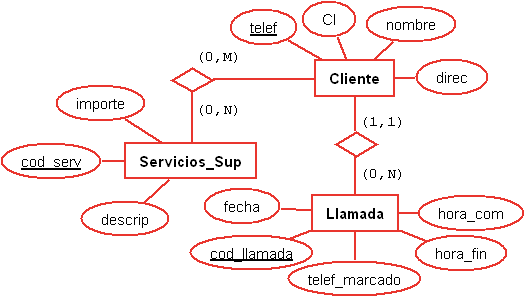 CI
telef
nombre
(0,M)
Cliente
direc
importe
(0,N)
(1,1)
cod_serv
Servicios_Sup
(0,N)
fecha
Llamada
hora_com
descrip
cod_llamada
hora_fin
telef_marcado